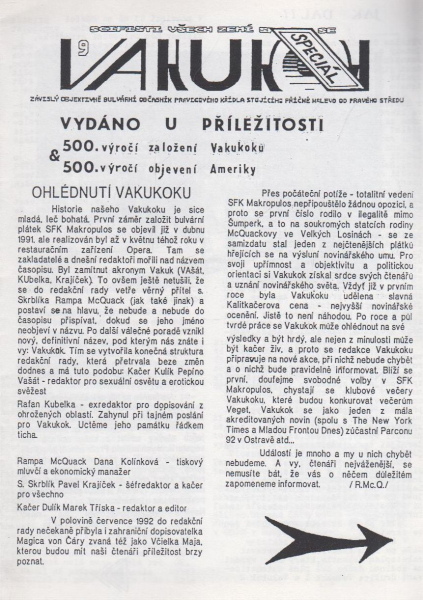 SCIFISTI VŠECH ZEMÍ SE
9
VAKUKOK
SPECIAL
ZÁVISLÝ OBJEKTIVNĚ BULVÁRNÍ OBČASNÍK PRAVICOVÉHO KŘÍDLA STOJÍCÍHO PŘÍČNĚ NALEVO OD PRAVÉHO STŘEDU
VYDÁNO U PŘÍLEŽITOSTI
500. výročí založení Vakukoku
&
500. výročí objevení Ameriky
OHLÉDNUTÍ VAKUKOKU
Historie našeho Vakukoku je sice
mladá, leč bohatá. První záměr založit bulvární
plátek SFK Makropulos se objevil již v dubnu
1991, ale realizován byl až v květnu téhož roku v
restauračním zařízení Opera. Tam se
zakladatelé a dnešní redaktoři mořili nad názvem
časopisu. Byl zamítnut akronym Vakuk (VAšát,
KUbelka, Krajíček). To ovšem ještě netušili, že
se do redakční rady vetře věrný přítel s.
Skrblíka Rampa McQuack (jak také jinak) a
postaví se na hlavu, že nebude a nebude do
časopisu přispívat, dokud se jeho jméno
neobjeví v názvu. Po další válečné poradě vznikl
nový, definitivní název, pod kterým nás znáte i
vy: Vakukok. Tím se vytvořila konečná struktura
redakční rady, která přetrvala beze změn
dodnes a má tuto podobu: Kačer Kulík Pepíno
Vašát - redaktor pro sexuální osvětu a erotickou
svěžest
Rafan Kubelka - exredaktor pro dopisování z
ohrožených oblastí. Zahynul při tajném poslání
pro Vakukok. Uctěme jeho památku řádkem
ticha.
Rampa McQuack Dana Kolínková - tiskový
mluvčí a ekonomický manažer
S. Skrblík Pavel Krajíček - šéfredaktor a kačer
pro všechno
Kačer Dulík Marek Tříska - redaktor a editor
V polovině července 1992 do redakční
rady nečekaně přibyla i zahraniční dopisovatelka
Magica von Čáry zvaná též jako Včielka Maja,
kterou budou mít naši čtenáři příležitost brzy
poznat.
Přes počáteční potíže - totalitní vedení
SFK Makropulos nepřipouštělo žádnou opozici, a
proto se první číslo rodilo v ilegalitě mimo
Šumperk, a to na soukromých statcích rodiny
McQuackovy ve Velkých Losinách - se ze
samizdatu stal jeden z nejčtenějších plátků
hřejících se na výsluní novinářského umu. Pro
svoji upřímnost a objektivitu a politickou
orientaci si Vakukok získal srdce svých čtenářů
a uznání novinářského světa. Vždyť již v prvním
roce byla Vakukoku udělena slavná
Kalitkačerova cena - nejvyšší novinářské
ocenění. Jistě to není náhodou. Po roce a půl
tvrdé práce se Vakukok může ohlédnout na své
výsledky a být hrdý, ale nejen z minulosti může
být kačer živ, a proto se redakce Vakukoku
připravuje na nové akce, při nichž nebude chybět
a o nichž bude pravidelně informovat. Blíží se
první, doufejme svobodné volby v SFK
Makropulos, chystají se klubové večery
Vakukoku, které budou konkurovat večerům
Veget, Vakukok se jako jeden z mála
akreditovaných novin (spolu s The New York
Times a Mladou Frontou Dnes) zúčastní Parconu
92 v Ostravě atd...
Událostí je mnoho a my u nich chybět
nebudeme. A vy, čtenáři nejváženější, se
nemusíte bát, že vás o něčem důležitém
zapomeneme informovat. /R.Mc.Q./